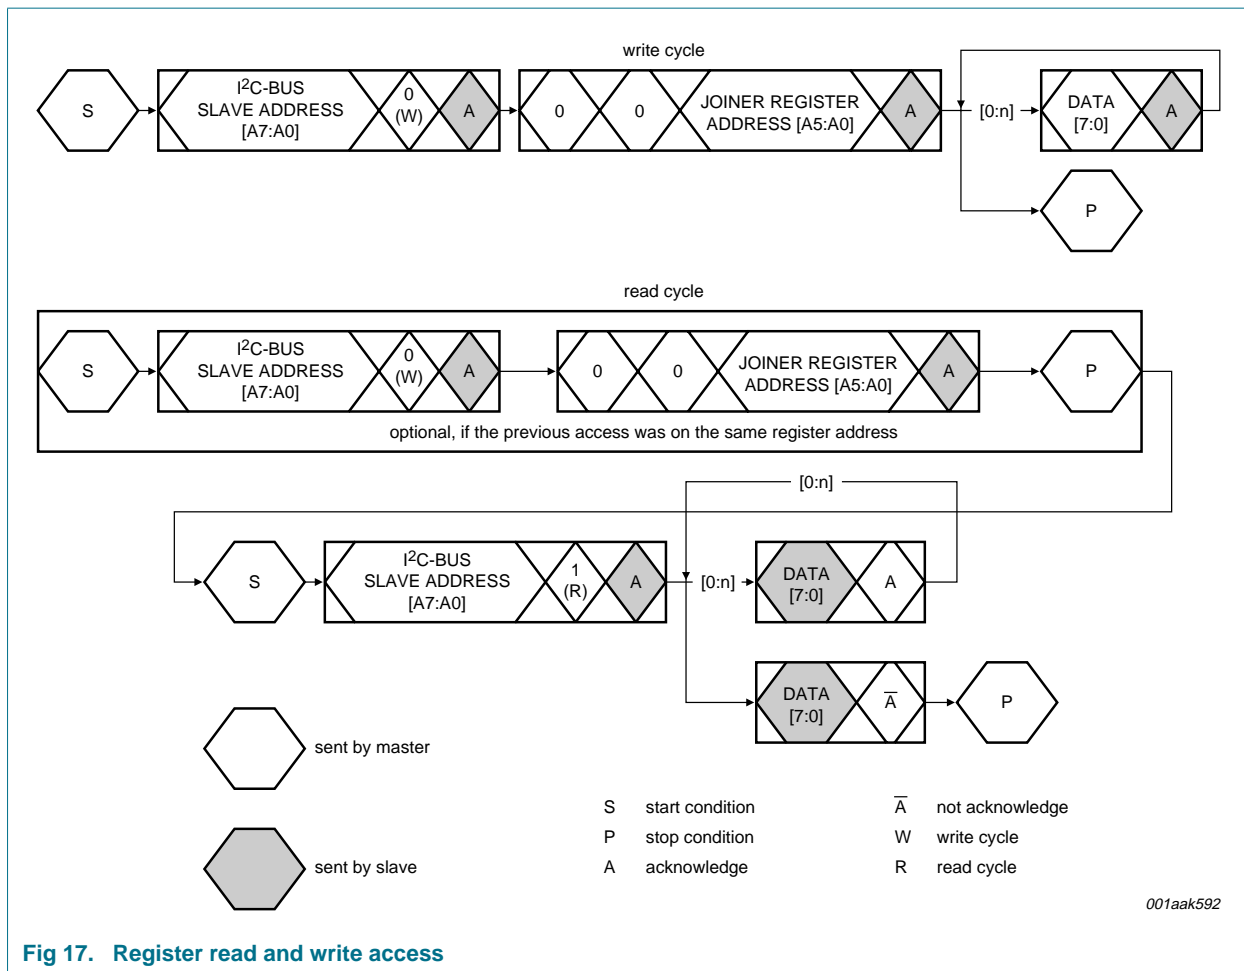 write cycle
S
I2C-BUS
SLAVE ADDRESS
[A7:A0]
0
(W)
A
0
0
JOINER REGISTER
ADDRESS [A5:A0]
A
[0:n]
DATA
[7:0]
A
P
read cycle
S
I2C-BUS
SLAVE ADDRESS
[A7:A0]
0
(W)
A
0
0
JOINER REGISTER
ADDRESS [A5:A0]
A
P
optional, if the previous access was on the same register address
[0:n]
S
I2C-BUS
SLAVE ADDRESS
[A7:A0]
1
(R)
A
[0:n]
DATA
[7:0]
A
DATA
[7:0]
A̅
P
sent by master
sent by slave
S start condition
P stop condition
A acknowledge
A̅ not acknowledge
W write cycle
R read cycle
001aak592
Fig 17. Register read and write access